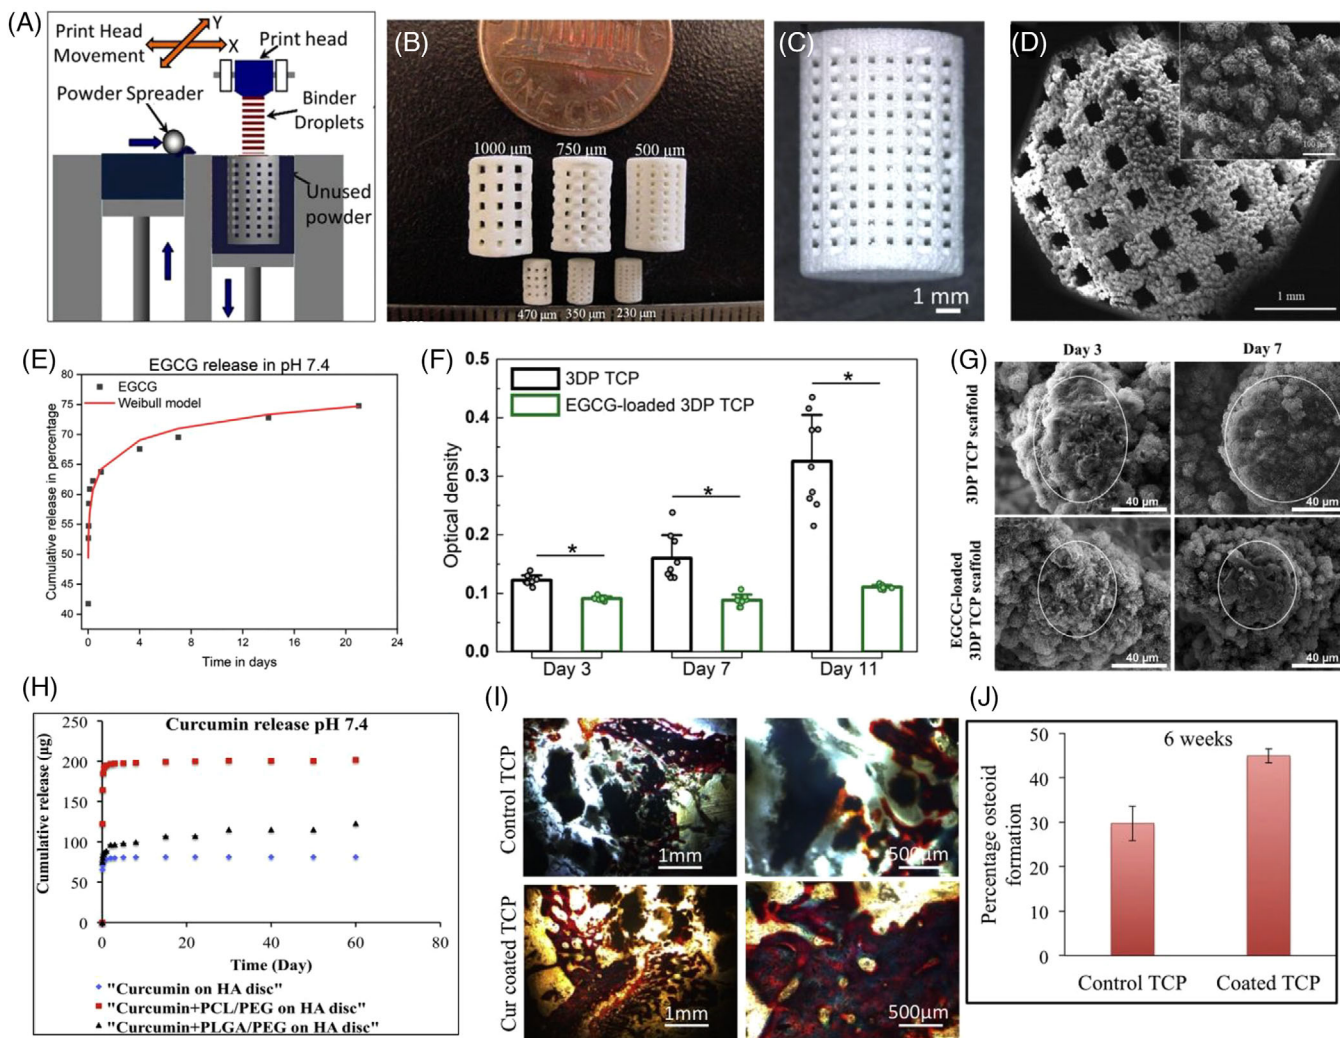 (A)
Print Head
Movement
Y
X
Print head
Powder Spreader
Binder
Droplets
Unused
powder
(B)
ONE CENT
1000 µm
750 µm
500 µm
470 µm
350 µm
230 µm
(C)
1 mm
(D)
100 µm
1 mm
(E)
EGCG release in pH 7.4
EGCG
Weibull model
Cumulative release in percentage
80
75
70
65
60
55
50
45
40
0
4
8
12
16
20
24
Time in days
(F)
0.5
0.4
0.3
0.2
0.1
0.0
Optical density
3DP TCP
EGCG-loaded 3DP TCP
*
*
*
Day 3
Day 7
Day 11
(G)
Day 3
Day 7
3DP TCP scaffold
40 µm
40 µm
EGCG-loaded
3DP TCP scaffold
40 µm
40 µm
(H)
Curcumin release pH 7.4
Cumulative release (µg)
250
200
150
100
50
0
0
20
40
60
80
Time (Day)
"Curcumin on HA disc"
"Curcumin+PCL/PEG on HA disc"
"Curcumin+PLGA/PEG on HA disc"
(I)
Control TCP
1mm
500µm
Cur coated TCP
1mm
500µm
(J)
6 weeks
Percentage osteoid
formation
50
40
30
20
10
0
Control TCP
Coated TCP